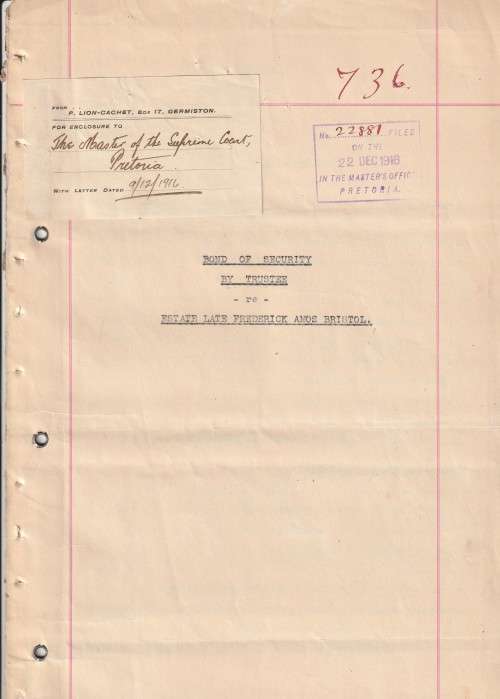 736.
FROM
P. LION-CACHET, BOX 17, GERMISTON.
FOR ENCLOSURE TO
The Master of the Supreme Court,
Pretoria.
WITH LETTER DATED 9/12/1916
No. 22881 FILED
ON THE
22 DEC 1916
IN THE MASTER'S OFFICE
PRETORIA.
BOND OF SECURITY
BY TRUSTEE
- re -
ESTATE LATE FREDERICK AMOS BRISTOL.